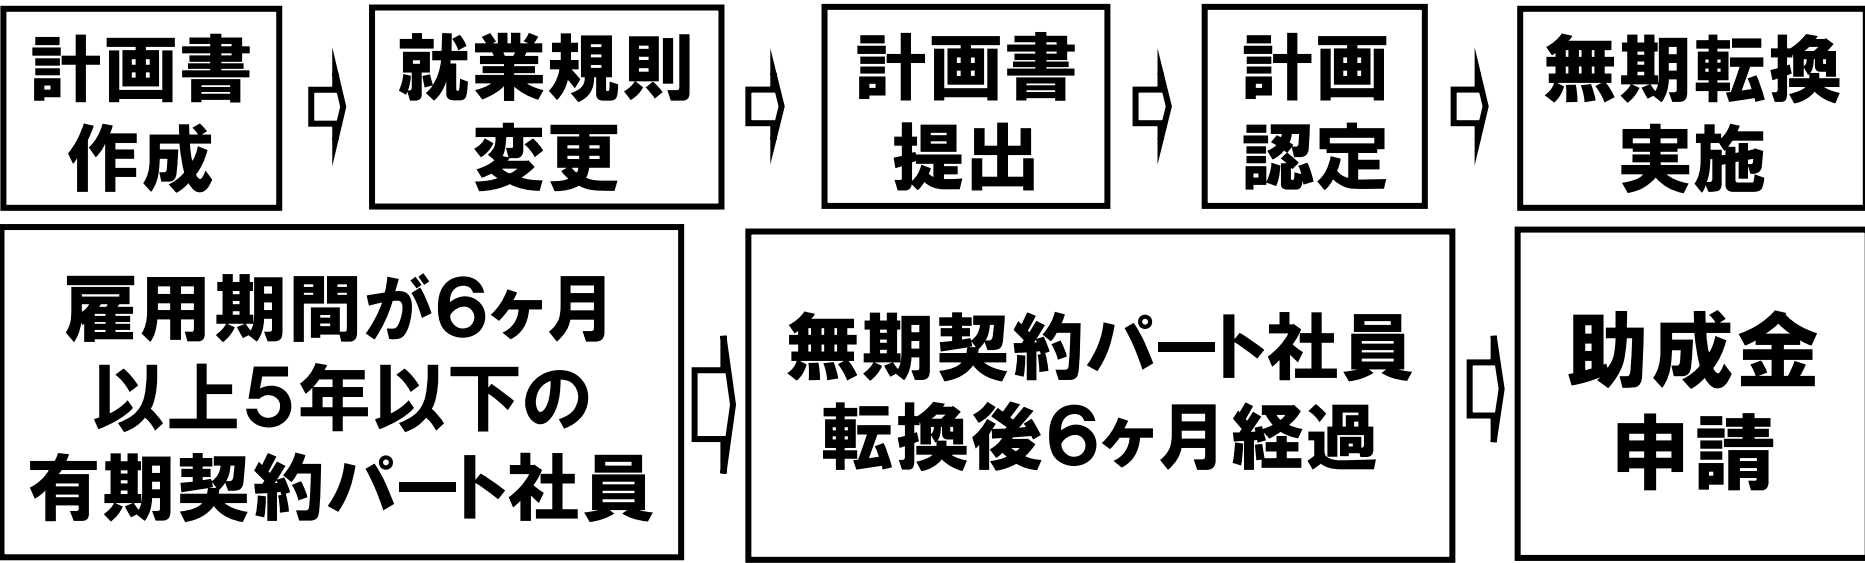 計画書
作成
就業規則
変更
計画書
提出
計画
認定
無期転換
実施
雇用期間が6ヶ月
以上5年以下の
有期契約パート社員
無期契約パート社員
転換後6ヶ月経過
助成金
申請